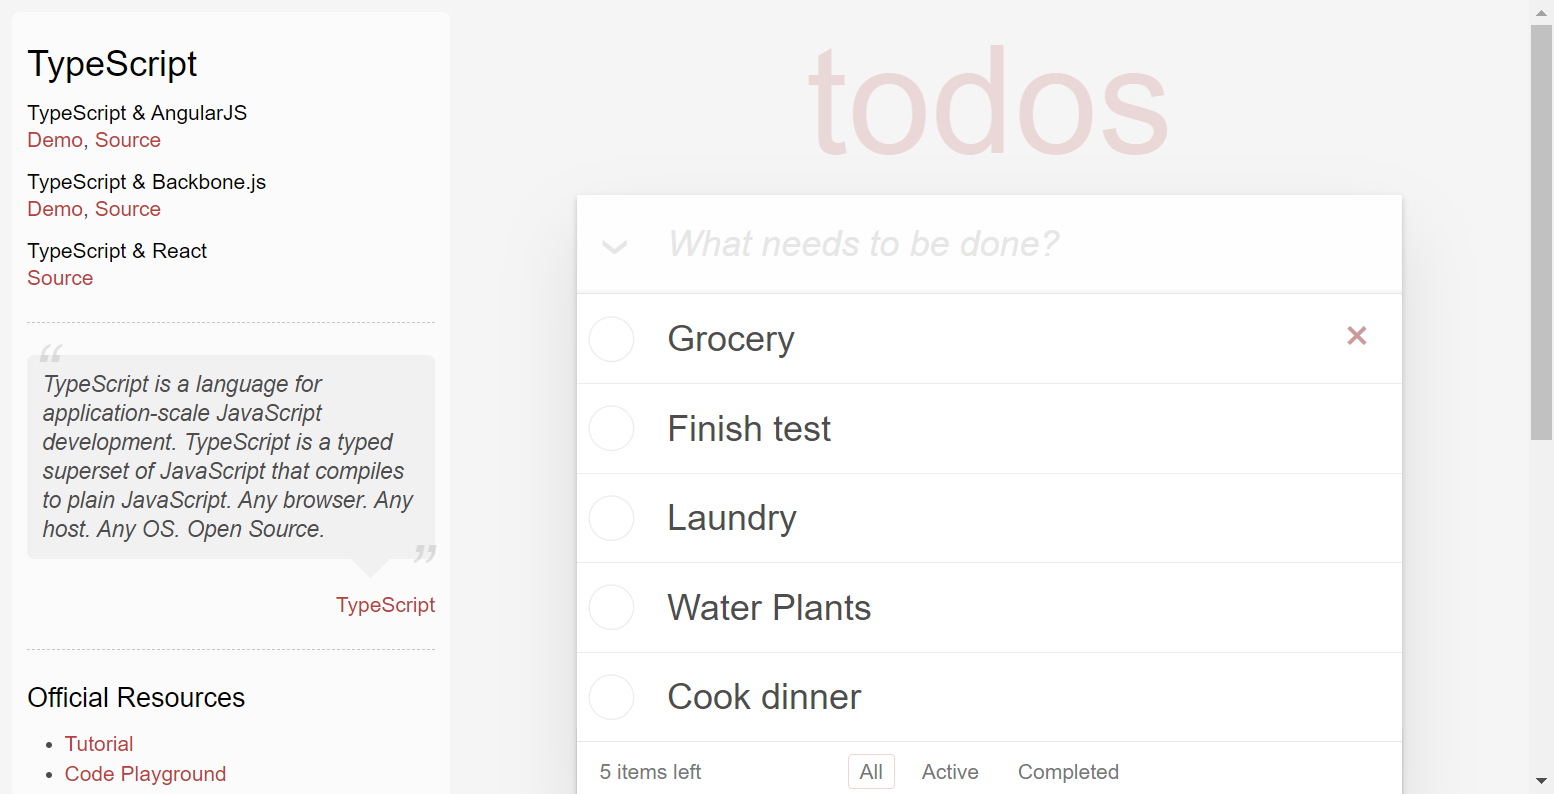 TypeScript
TypeScript & AngularJS
Demo, Source
TypeScript & Backbone.js
Demo, Source
TypeScript & React
Source
“
TypeScript is a language for
application-scale JavaScript
development. TypeScript is a typed
superset of JavaScript that compiles
to plain JavaScript. Any browser. Any
host. Any OS. Open Source.
”
TypeScript
Official Resources
• Tutorial
• Code Playground
todos
What needs to be done?
Grocery
Finish test
Laundry
Water Plants
Cook dinner
5 items left All Active Completed